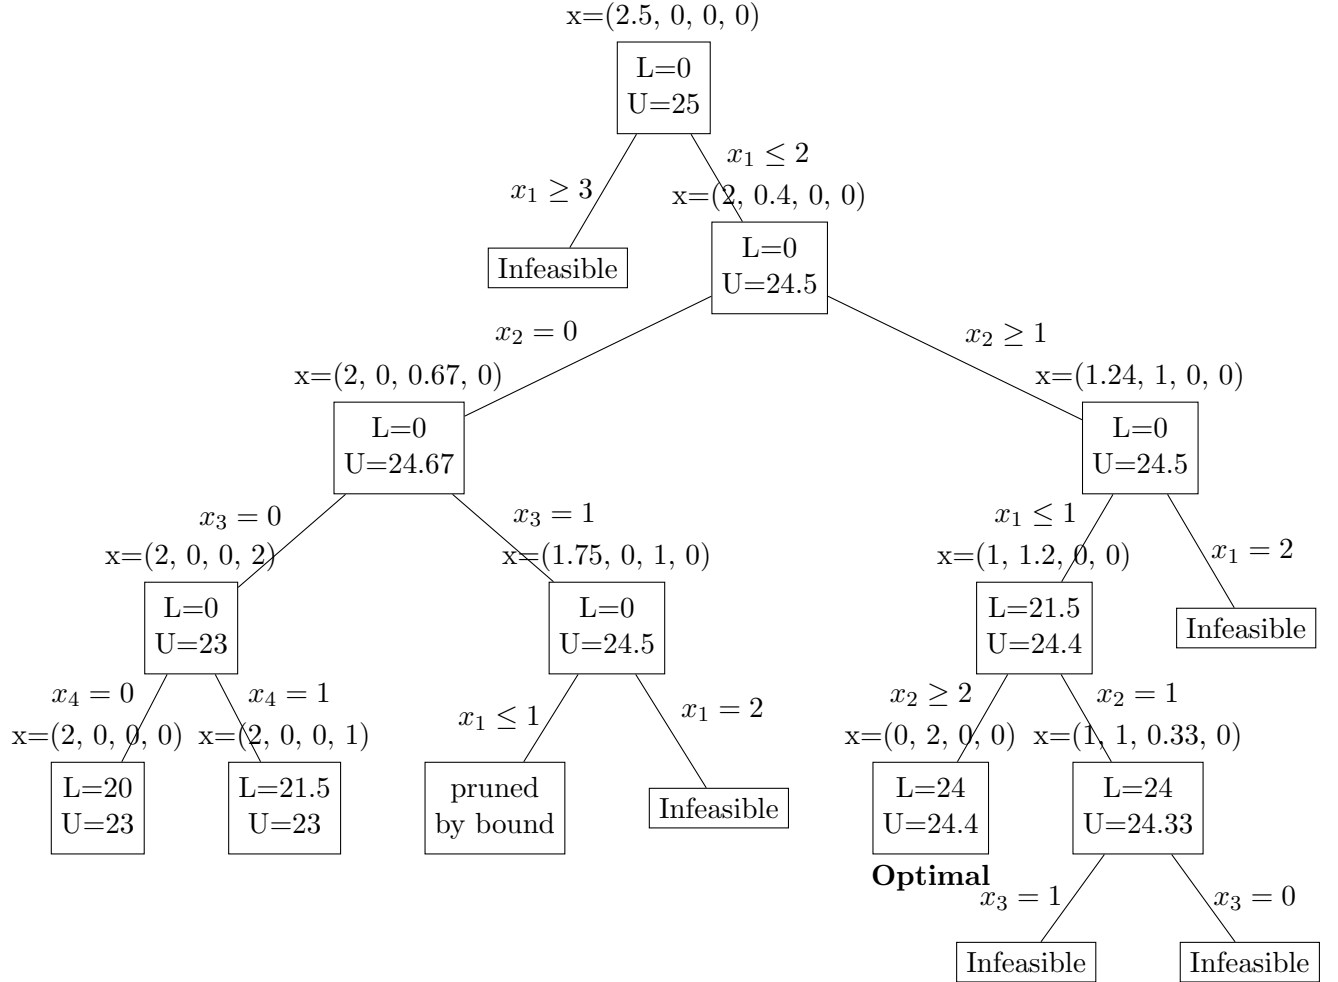 x=(2.5, 0, 0, 0)
L=0
U=25
x₁ ≥ 3
x₁ ≤ 2
x=(2, 0.4, 0, 0)
Infeasible
L=0
U=24.5
x₂ = 0
x₂ ≥ 1
x=(2, 0, 0.67, 0)
x=(1.24, 1, 0, 0)
L=0
U=24.67
L=0
U=24.5
x₃ = 0
x₃ = 1
x₁ ≤ 1
x₁ = 2
x=(2, 0, 0, 2)
x=(1.75, 0, 1, 0)
x=(1, 1.2, 0, 0)
L=0
U=23
L=0
U=24.5
L=21.5
U=24.4
Infeasible
x₄ = 0
x₄ = 1
x₁ ≤ 1
x₁ = 2
x₂ ≥ 2
x₂ = 1
x=(2, 0, 0, 0)
x=(2, 0, 0, 1)
x=(0, 2, 0, 0)
x=(1, 1, 0.33, 0)
L=20
U=23
L=21.5
U=23
pruned
by bound
Infeasible
L=24
U=24.4
L=24
U=24.33
Optimal
x₃ = 1
x₃ = 0
Infeasible
Infeasible